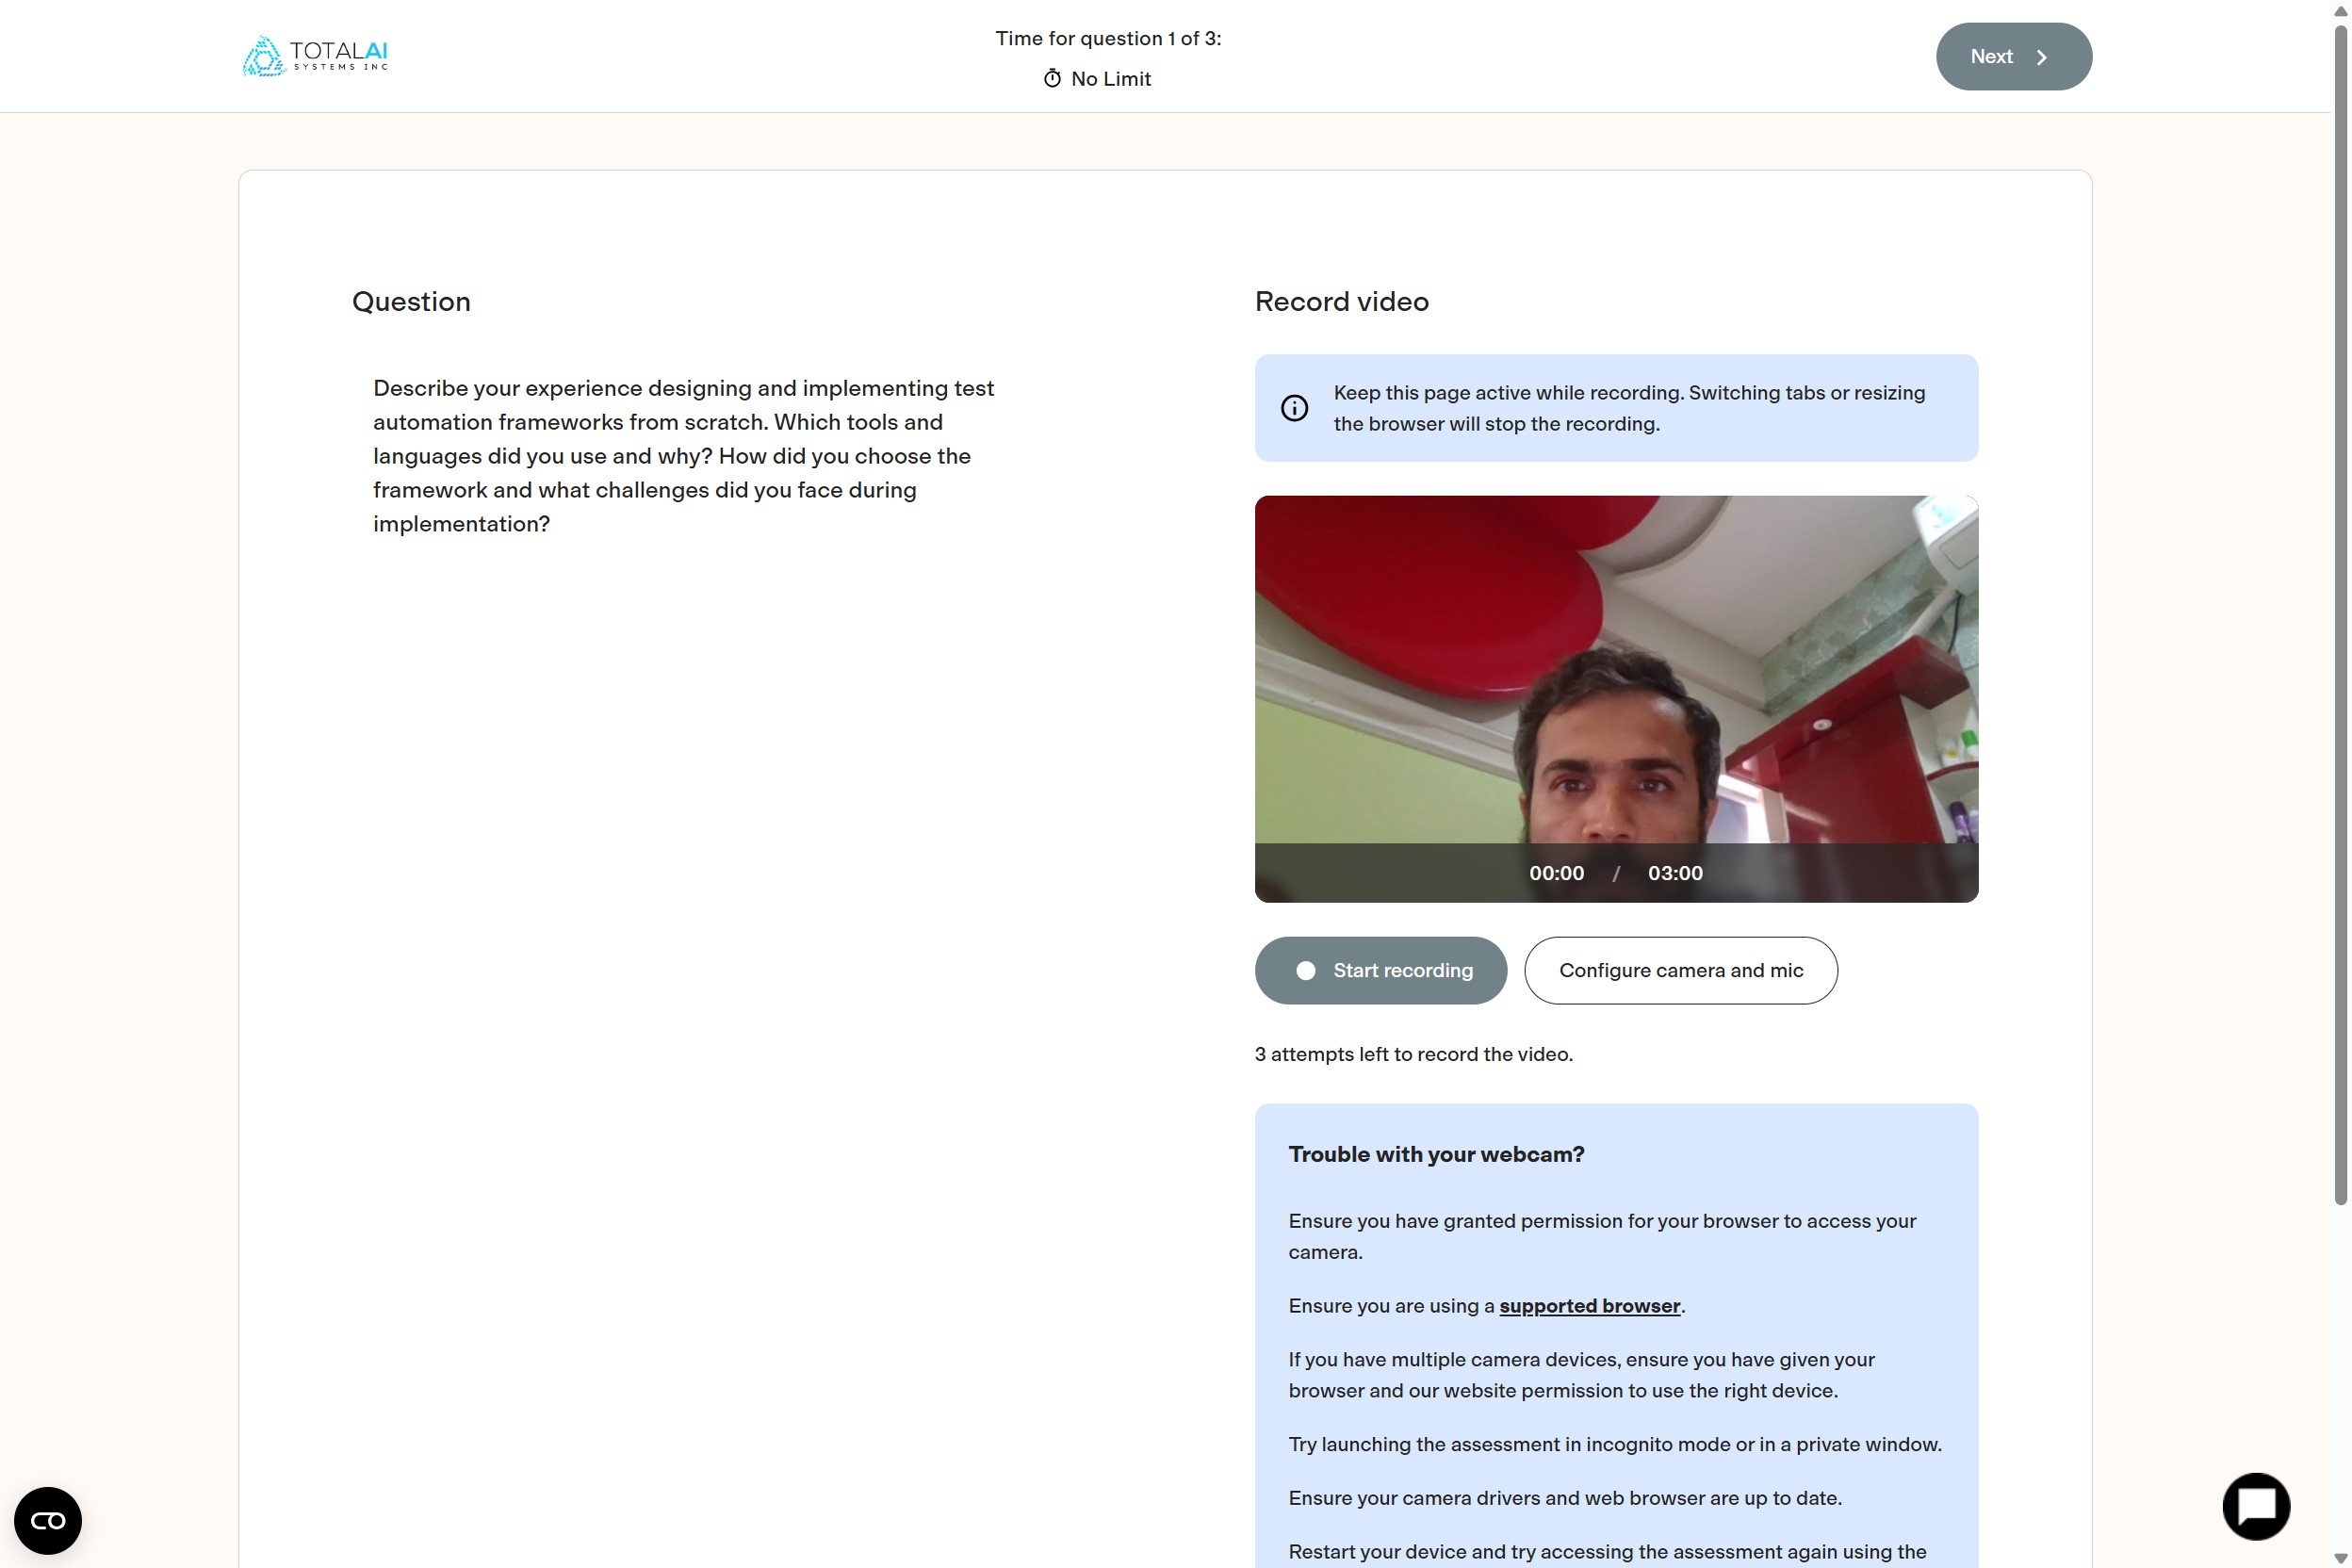 TOTALAI
SYSTEMS INC
Time for question 1 of 3:
No Limit
Next
Question
Describe your experience designing and implementing test
automation frameworks from scratch. Which tools and
languages did you use and why? How did you choose the
framework and what challenges did you face during
implementation?
Record video
Keep this page active while recording. Switching tabs or resizing
the browser will stop the recording.
00:00 / 03:00
Start recording
Configure camera and mic
3 attempts left to record the video.
Trouble with your webcam?
Ensure you have granted permission for your browser to access your
camera.
Ensure you are using a supported browser.
If you have multiple camera devices, ensure you have given your
browser and our website permission to use the right device.
Try launching the assessment in incognito mode or in a private window.
Ensure your camera drivers and web browser are up to date.
Restart your device and try accessing the assessment again using the